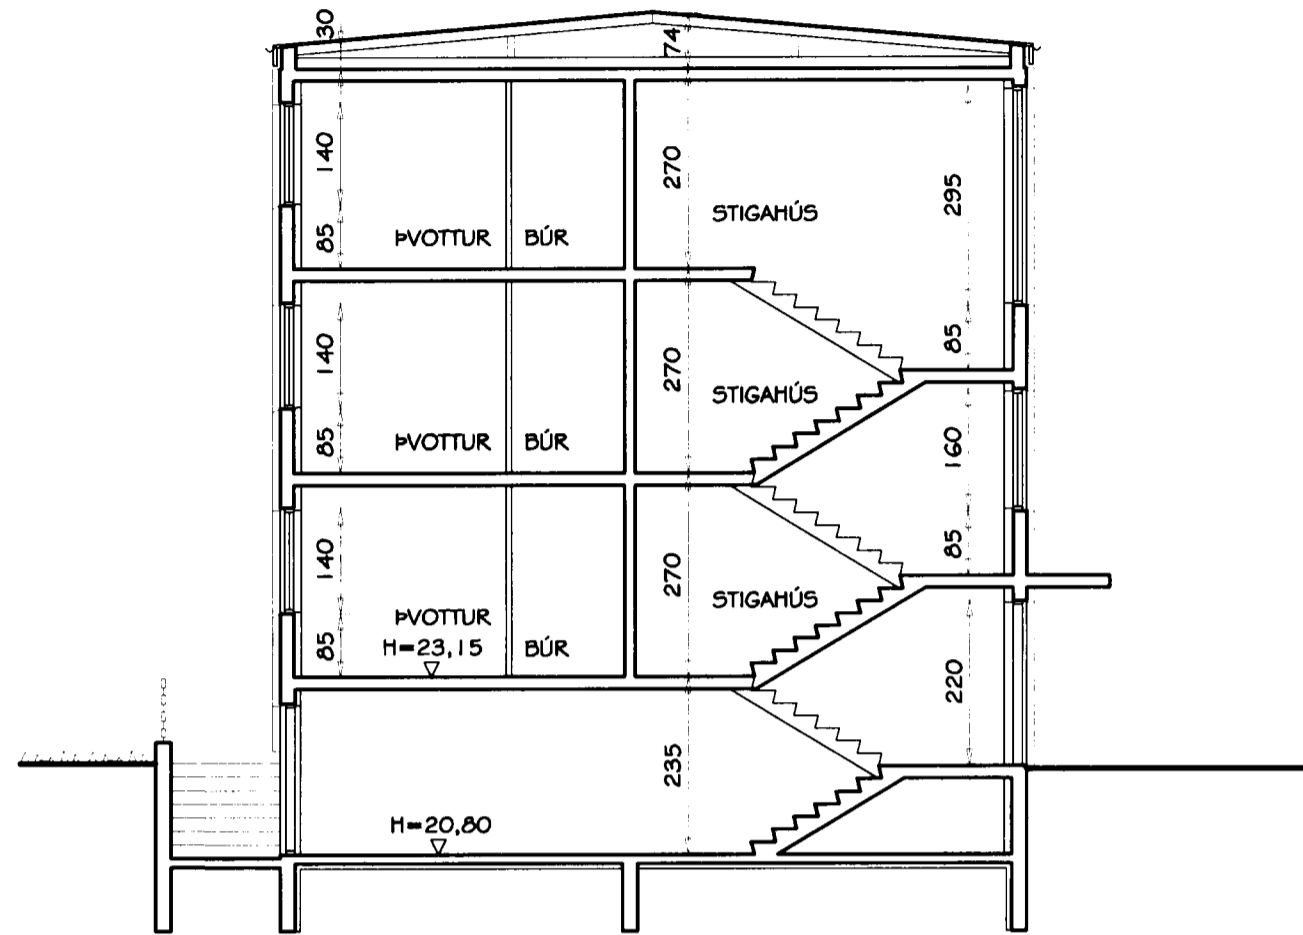 30
74
140
270
295
STIGAHÚS
85
ÞVOTTUR
BÚR
85
140
270
STIGAHÚS
85
ÞVOTTUR
BÚR
160
85
140
270
STIGAHÚS
ÞVOTTUR
85
H=23,15
BÚR
220
235
H=20,80